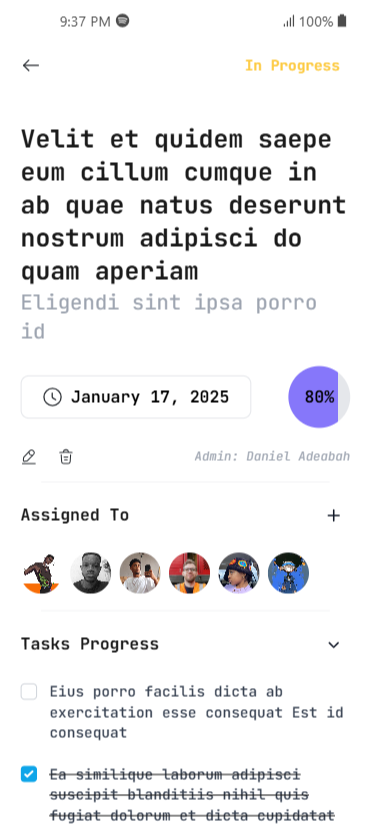 9:37 PM
100%
In Progress
Velit et quidem saepe
eum cillum cumque in
ab quae natus deserunt
nostrum adipisci do
quam aperiam
Eligendi sint ipsa porro
id
January 17, 2025
80%
Admin: Daniel Adeabah
Assigned To
Tasks Progress
Eius porro facilis dicta ab
exercitation esse consequat Est id
consequat
Ea similique laborum adipisci
suscipit blanditiis nihil quis
fugiat dolorum et dicta cupidatat